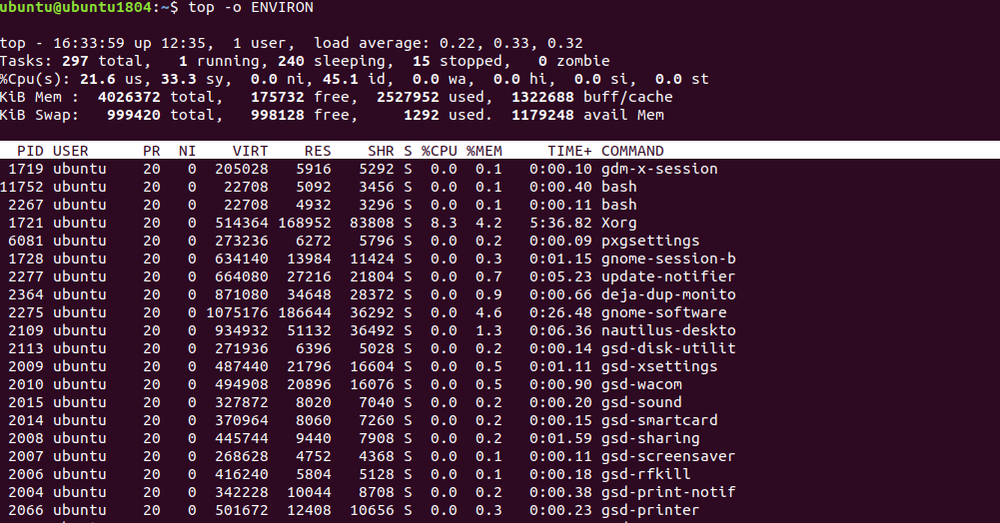 ubuntu@ubuntu1804:~$ top -o ENVIRON
top - 16:33:59 up 12:35,  1 user,  load average: 0.22, 0.33, 0.32
Tasks: 297 total,   1 running, 240 sleeping,  15 stopped,   0 zombie
%Cpu(s): 21.6 us, 33.3 sy,  0.0 ni, 45.1 id,  0.0 wa,  0.0 hi,  0.0 si,  0.0 st
KiB Mem :  4026372 total,   175732 free,  2527952 used,  1322688 buff/cache
KiB Swap:   999420 total,   998128 free,     1292 used.  1179248 avail Mem
  PID USER      PR  NI    VIRT    RES    SHR S %CPU %MEM     TIME+ COMMAND
 1719 ubuntu    20   0  205028   5916   5292 S  0.0  0.1   0:00.10 gdm-x-session
11752 ubuntu    20   0   22708   5092   3456 S  0.0  0.1   0:00.40 bash
 2267 ubuntu    20   0   22708   4932   3296 S  0.0  0.1   0:00.11 bash
 1721 ubuntu    20   0  514364 168952  83808 S  8.3  4.2   5:36.82 Xorg
 6081 ubuntu    20   0  273236   6272   5796 S  0.0  0.2   0:00.09 pxgsettings
 1728 ubuntu    20   0  634140  13984  11424 S  0.0  0.3   0:01.15 gnome-session-b
 2277 ubuntu    20   0  664080  27216  21804 S  0.0  0.7   0:05.23 update-notifier
 2364 ubuntu    20   0  871080  34648  28372 S  0.0  0.9   0:00.66 deja-dup-monito
 2275 ubuntu    20   0 1075176 186644  36292 S  0.0  4.6   0:26.48 gnome-software
 2109 ubuntu    20   0  934932  51132  36492 S  0.0  1.3   0:06.36 nautilus-deskto
 2113 ubuntu    20   0  271936   6396   5028 S  0.0  0.2   0:00.14 gsd-disk-utilit
 2009 ubuntu    20   0  487440  21796  16604 S  0.0  0.5   0:01.11 gsd-xsettings
 2010 ubuntu    20   0  494908  20896  16076 S  0.0  0.5   0:00.90 gsd-wacom
 2015 ubuntu    20   0  327872   8020   7040 S  0.0  0.2   0:00.20 gsd-sound
 2014 ubuntu    20   0  370964   8060   7260 S  0.0  0.2   0:00.15 gsd-smartcard
 2008 ubuntu    20   0  445744   9440   7908 S  0.0  0.2   0:01.59 gsd-sharing
 2007 ubuntu    20   0  268628   4752   4368 S  0.0  0.1   0:00.11 gsd-screensaver
 2006 ubuntu    20   0  416240   5804   5128 S  0.0  0.1   0:00.18 gsd-rfkill
 2004 ubuntu    20   0  342228  10044   8708 S  0.0  0.2   0:00.38 gsd-print-notif
 2066 ubuntu    20   0  501672  12408  10656 S  0.0  0.3   0:00.23 gsd-printer